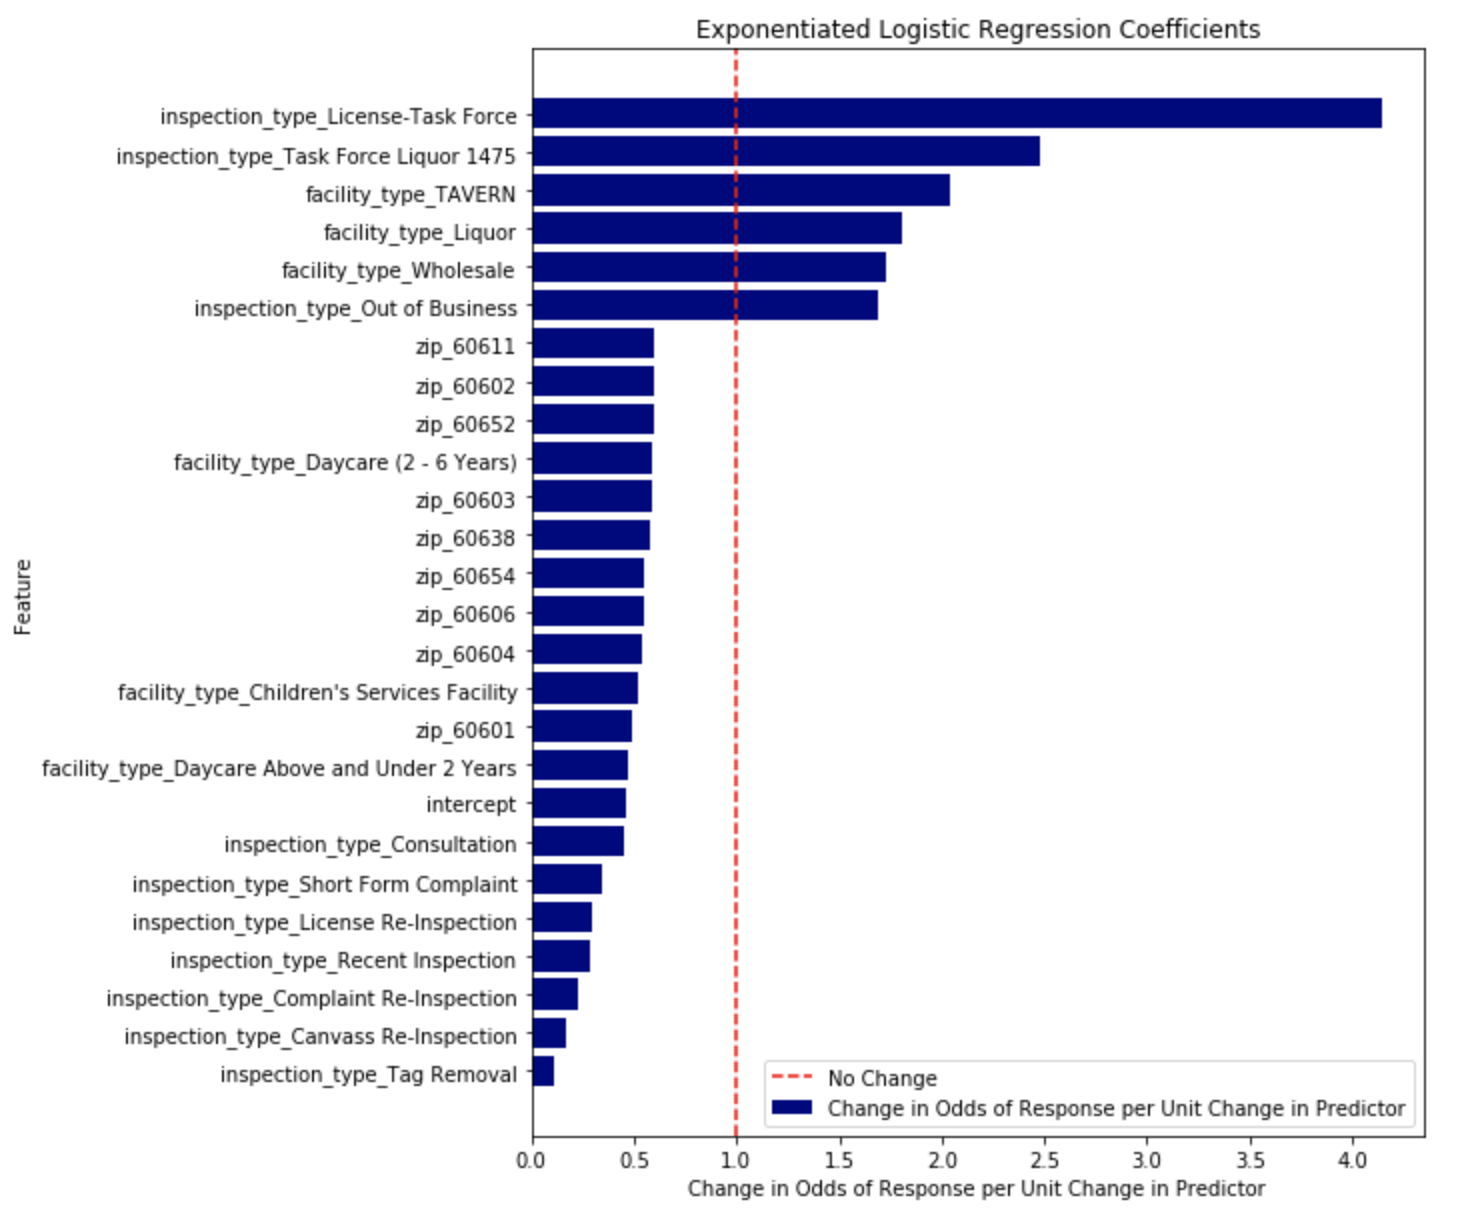 Exponentiated Logistic Regression Coefficients
inspection_type_License-Task Force
inspection_type_Task Force Liquor 1475
facility_type_TAVERN
facility_type_Liquor
facility_type_Wholesale
inspection_type_Out of Business
zip_60611
zip_60602
zip_60652
facility_type_Daycare (2 - 6 Years)
zip_60603
zip_60638
zip_60654
zip_60606
zip_60604
facility_type_Children's Services Facility
zip_60601
facility_type_Daycare Above and Under 2 Years
intercept
inspection_type_Consultation
inspection_type_Short Form Complaint
inspection_type_License Re-Inspection
inspection_type_Recent Inspection
inspection_type_Complaint Re-Inspection
inspection_type_Canvass Re-Inspection
inspection_type_Tag Removal
Feature
No Change
Change in Odds of Response per Unit Change in Predictor
0.0 0.5 1.0 1.5 2.0 2.5 3.0 3.5 4.0
Change in Odds of Response per Unit Change in Predictor